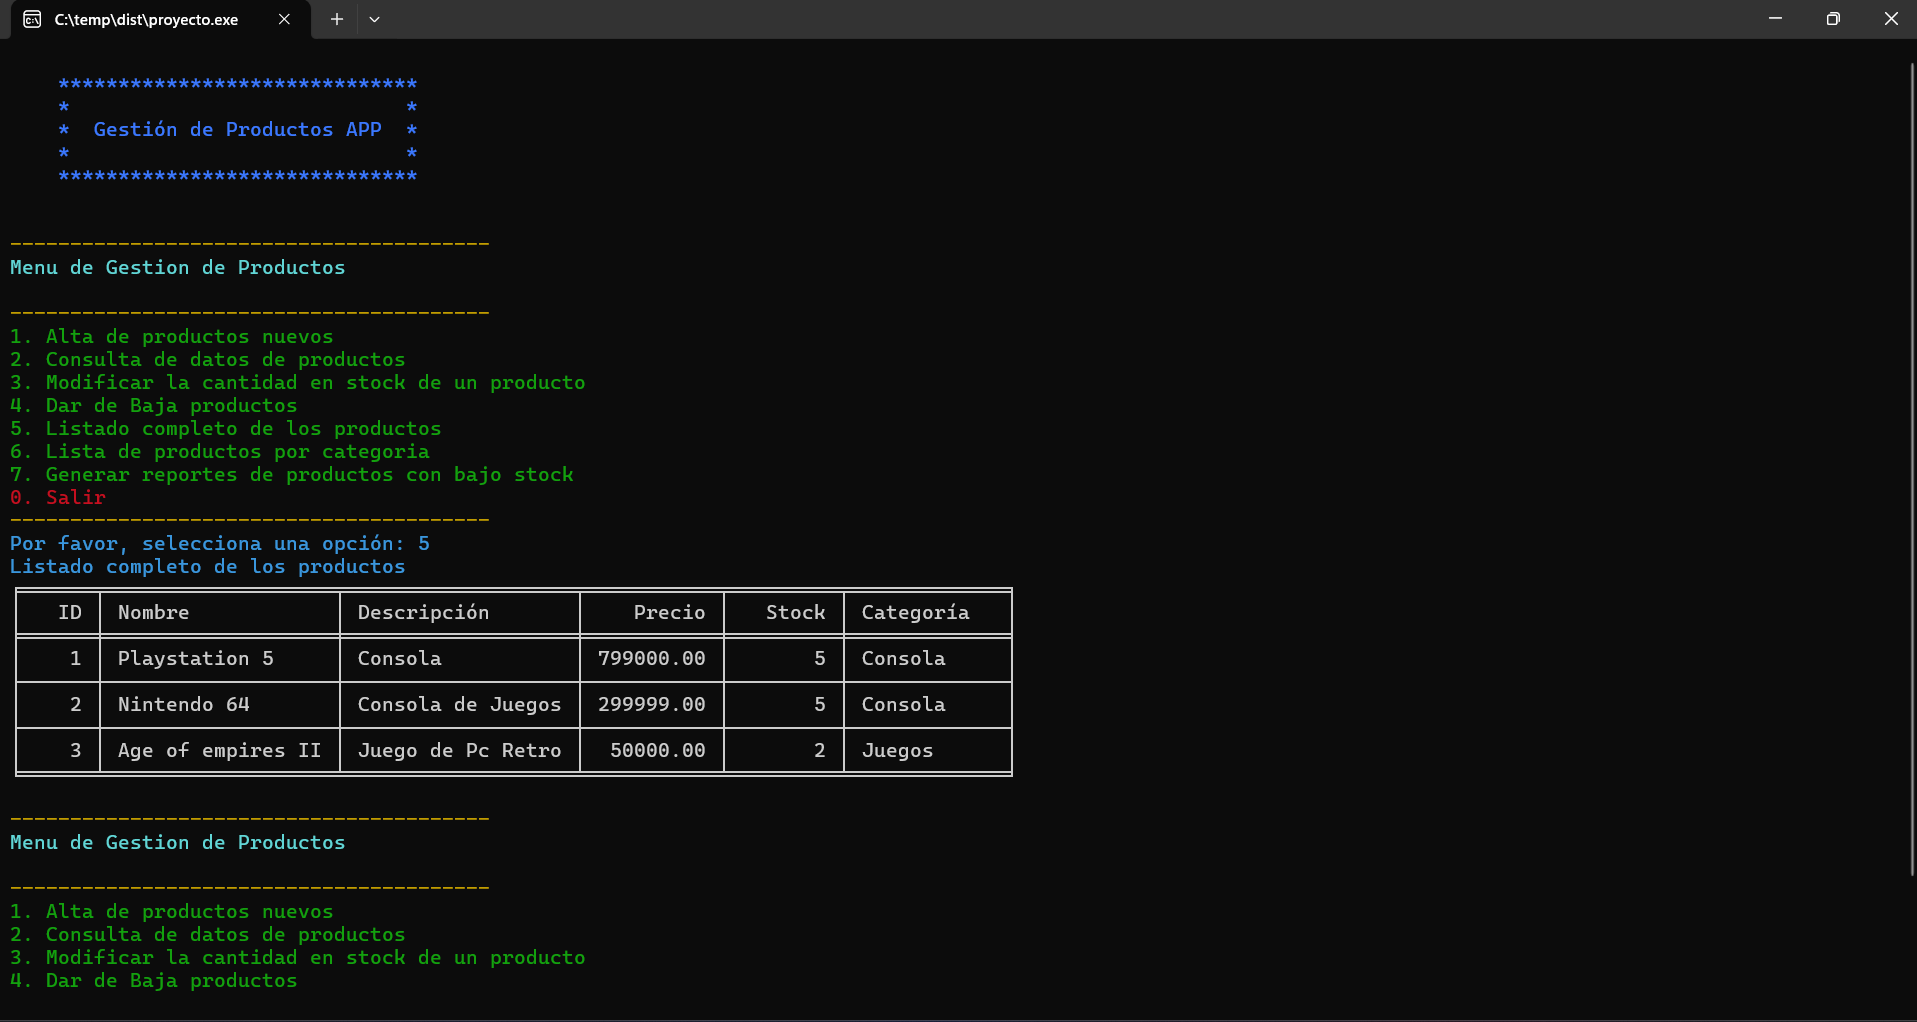 C:\temp\dist\proyecto.exe
******************************
*                            *
*  Gestión de Productos APP  *
*                            *
******************************
----------------------------------------
Menu de Gestion de Productos
----------------------------------------
1. Alta de productos nuevos
2. Consulta de datos de productos
3. Modificar la cantidad en stock de un producto
4. Dar de Baja productos
5. Listado completo de los productos
6. Lista de productos por categoria
7. Generar reportes de productos con bajo stock
0. Salir
----------------------------------------
Por favor, selecciona una opción: 5
Listado completo de los productos
ID Nombre Descripción Precio Stock Categoría
1 Playstation 5 Consola 799000.00 5 Consola
2 Nintendo 64 Consola de Juegos 299999.00 5 Consola
3 Age of empires II Juego de Pc Retro 50000.00 2 Juegos
----------------------------------------
Menu de Gestion de Productos
----------------------------------------
1. Alta de productos nuevos
2. Consulta de datos de productos
3. Modificar la cantidad en stock de un producto
4. Dar de Baja productos